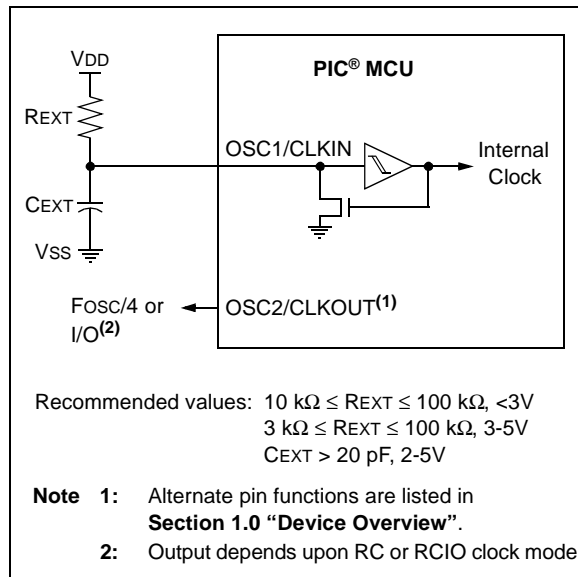 VDD
PIC® MCU
REXT
OSC1/CLKIN
Internal
Clock
CEXT
VSS
FOSC/4 or
I/O(2)
OSC2/CLKOUT(1)
Recommended values: 10 kΩ ≤ REXT ≤ 100 kΩ, <3V
3 kΩ ≤ REXT ≤ 100 kΩ, 3-5V
CEXT > 20 pF, 2-5V
Note 1: Alternate pin functions are listed in
Section 1.0 “Device Overview”.
2: Output depends upon RC or RCIO clock mode